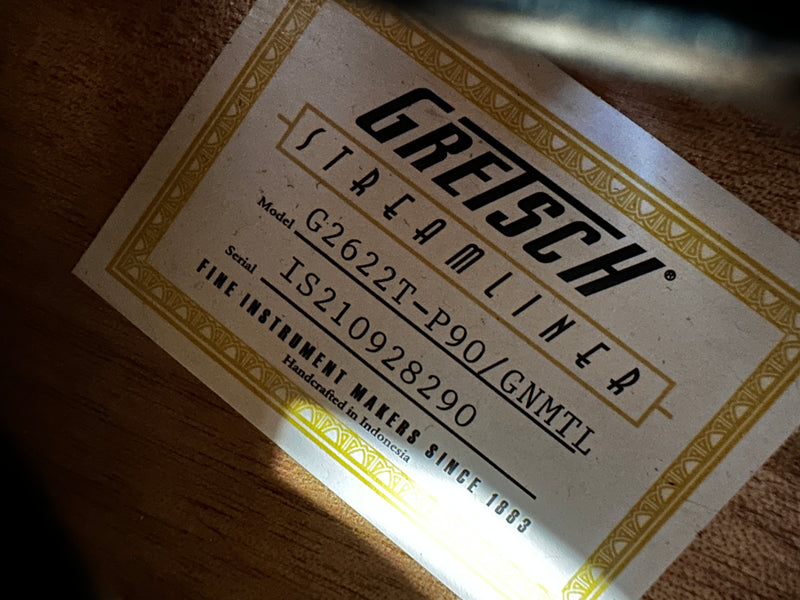 GRETSCH®
STREAMLINER
Model G2622T-P90/GNMTL
Serial IS210928290
FINE INSTRUMENT MAKERS SINCE 1883
Handcrafted in Indonesia